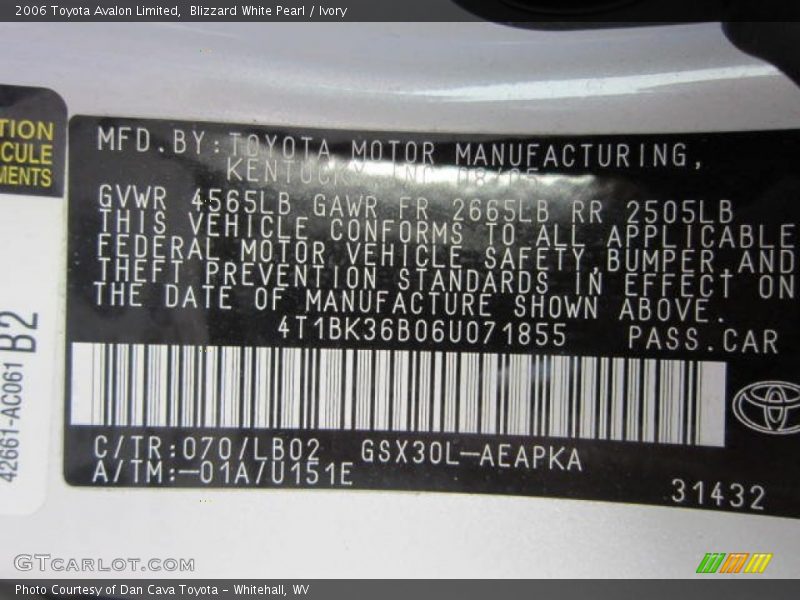 2006 Toyota Avalon Limited, Blizzard White Pearl / Ivory
TION
CULE
MENTS
42661-AC061 B2
MFD.BY:TOYOTA MOTOR MANUFACTURING,
KENTUCKY INC 08/05
GVWR 4565LB GAWR FR 2665LB RR 2505LB
THIS VEHICLE CONFORMS TO ALL APPLICABLE
FEDERAL MOTOR VEHICLE SAFETY,BUMPER,AND
THEFT PREVENTION STANDARDS IN EFFECT ON
THE DATE OF MANUFACTURE SHOWN ABOVE.
4T1BK36B06U071855 PASS.CAR
C/TR:070/LB02 GSX30L-AEAPKA
A/TM:-01A/U151E
31432
GTCARLOT.COM
Photo Courtesy of Dan Cava Toyota - Whitehall, WV